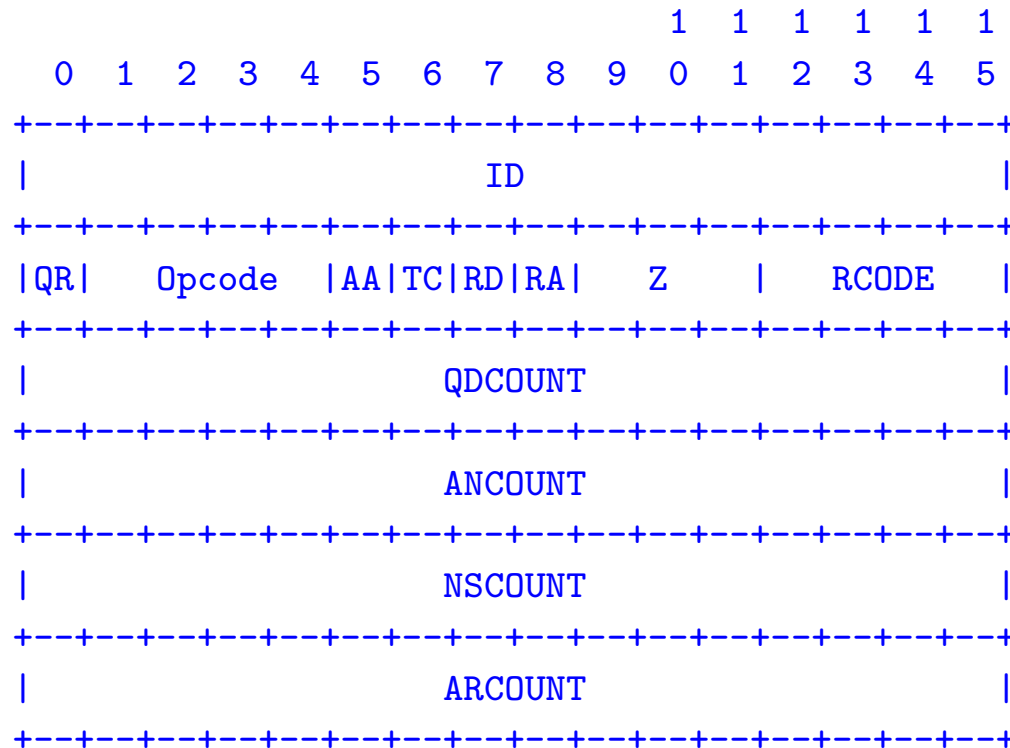 1  1  1  1  1  1
   0  1  2  3  4  5  6  7  8  9  0  1  2  3  4  5
+--+--+--+--+--+--+--+--+--+--+--+--+--+--+--+--+
|                      ID                       |
+--+--+--+--+--+--+--+--+--+--+--+--+--+--+--+--+
|QR|   Opcode  |AA|TC|RD|RA|   Z    |   RCODE   |
+--+--+--+--+--+--+--+--+--+--+--+--+--+--+--+--+
|                    QDCOUNT                    |
+--+--+--+--+--+--+--+--+--+--+--+--+--+--+--+--+
|                    ANCOUNT                    |
+--+--+--+--+--+--+--+--+--+--+--+--+--+--+--+--+
|                    NSCOUNT                    |
+--+--+--+--+--+--+--+--+--+--+--+--+--+--+--+--+
|                    ARCOUNT                    |
+--+--+--+--+--+--+--+--+--+--+--+--+--+--+--+--+